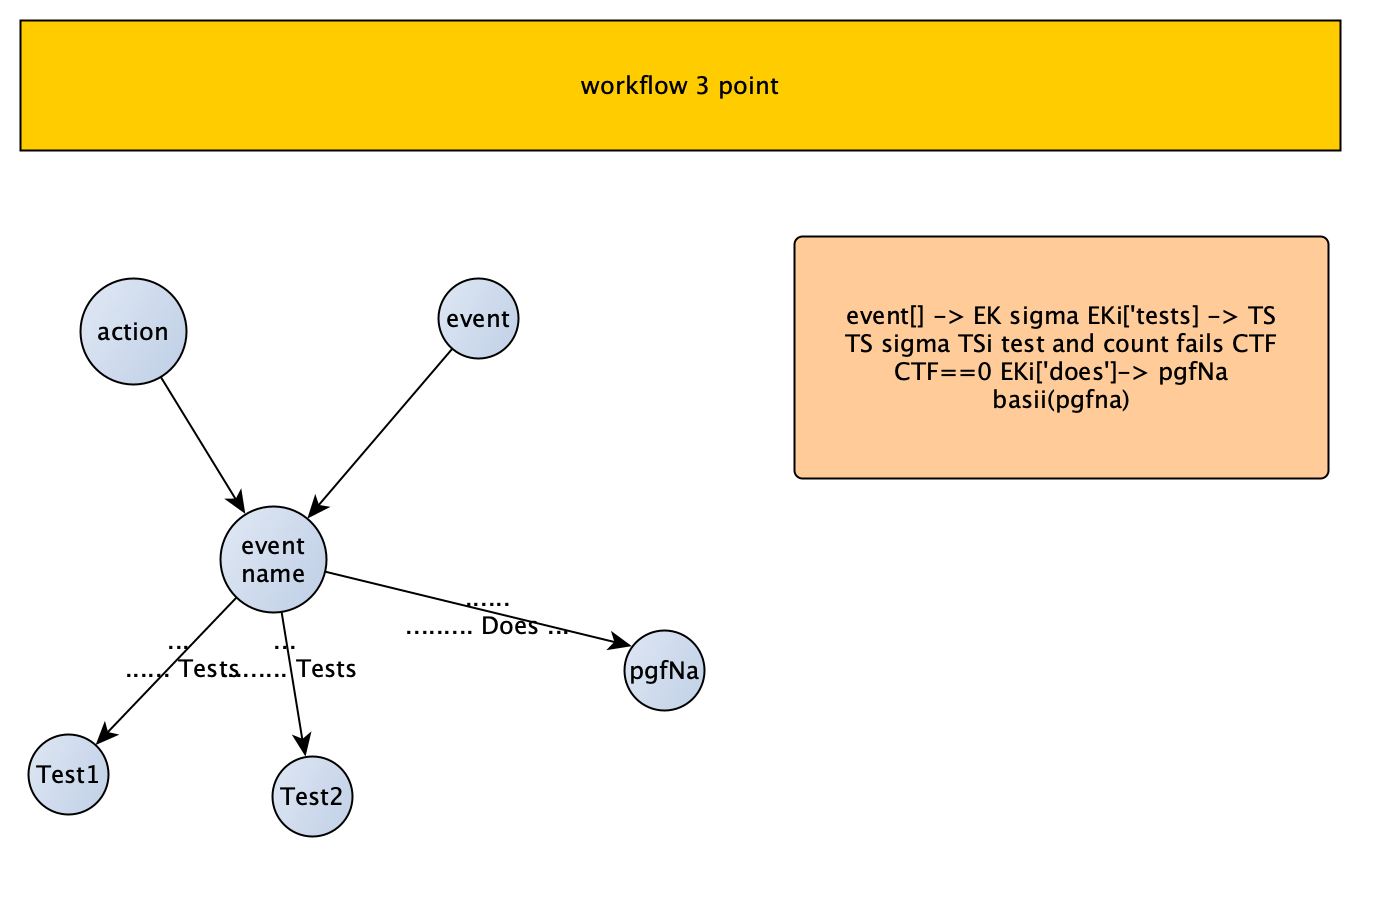 workflow 3 point
action
event
event[] -> EK sigma EKi['tests] -> TS
TS sigma TSi test and count fails CTF
CTF==0 EKi['does']-> pgfNa
basii(pgfna)
event
name
......
......... Does ...
...
...... Tests
...
........ Tests
pgfNa
Test1
Test2